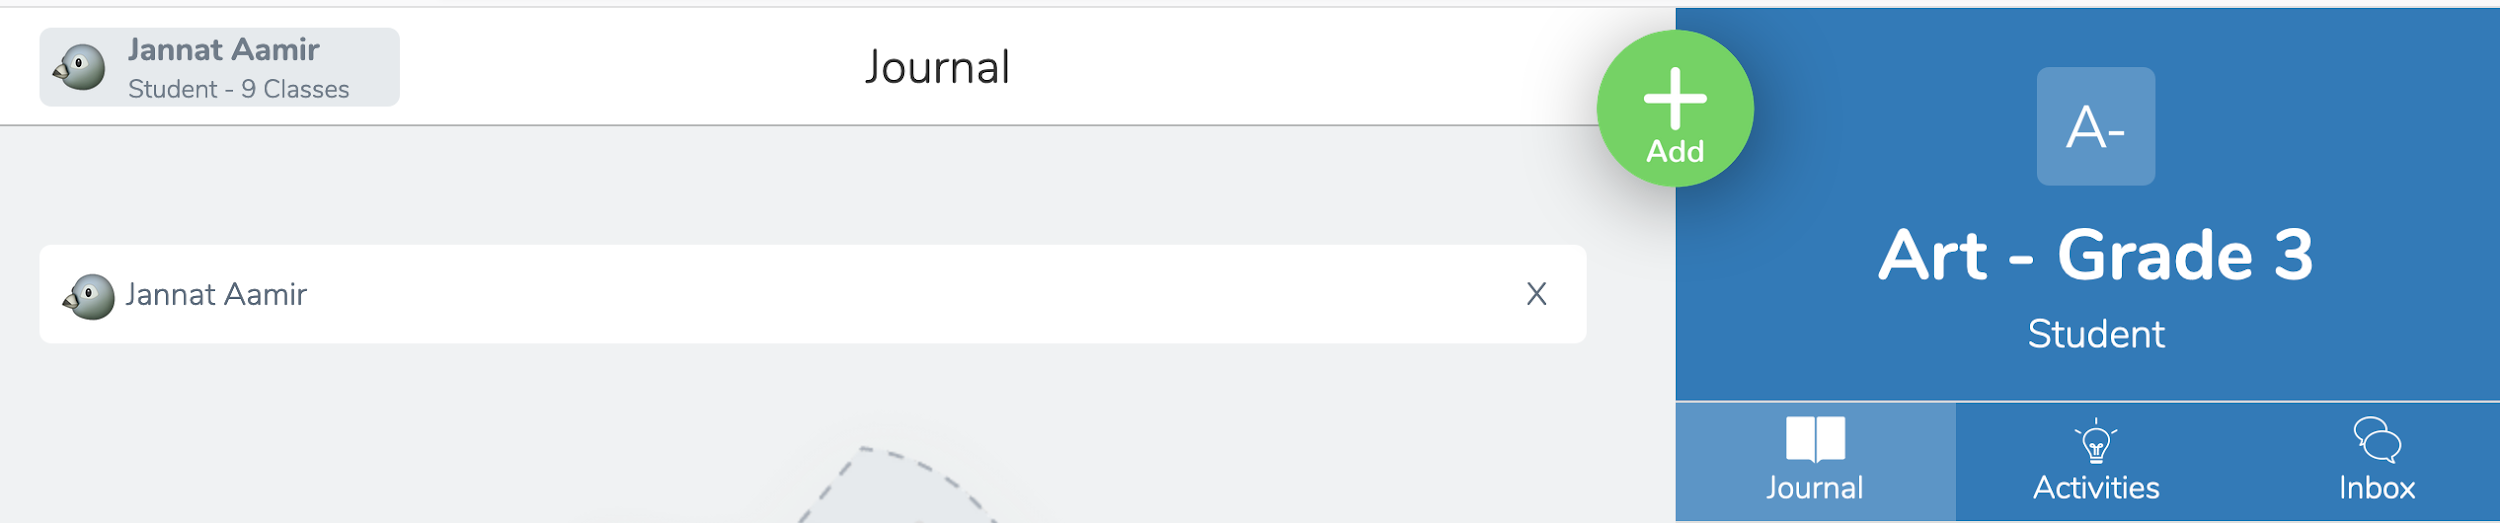 Jannat Aamir
Student - 9 Classes
Journal
Add
Jannat Aamir
X
A-
Art - Grade 3
Student
Journal
Activities
Inbox